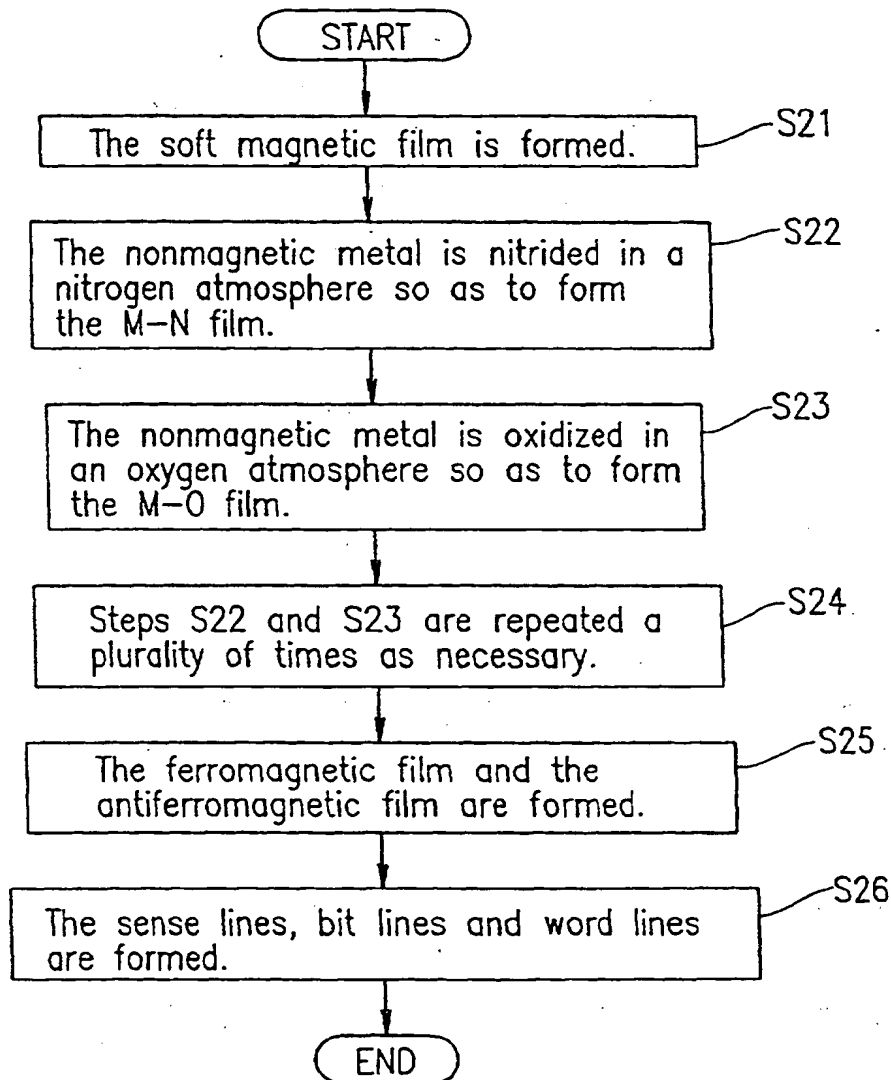 START
The soft magnetic film is formed.
S21
The nonmagnetic metal is nitrided in a
nitrogen atmosphere so as to form
the M-N film.
S22
The nonmagnetic metal is oxidized in
an oxygen atmosphere so as to form
the M-O film.
S23
Steps S22 and S23 are repeated a
plurality of times as necessary.
S24
The ferromagnetic film and the
antiferromagnetic film are formed.
S25
The sense lines, bit lines and word lines
are formed.
S26
END